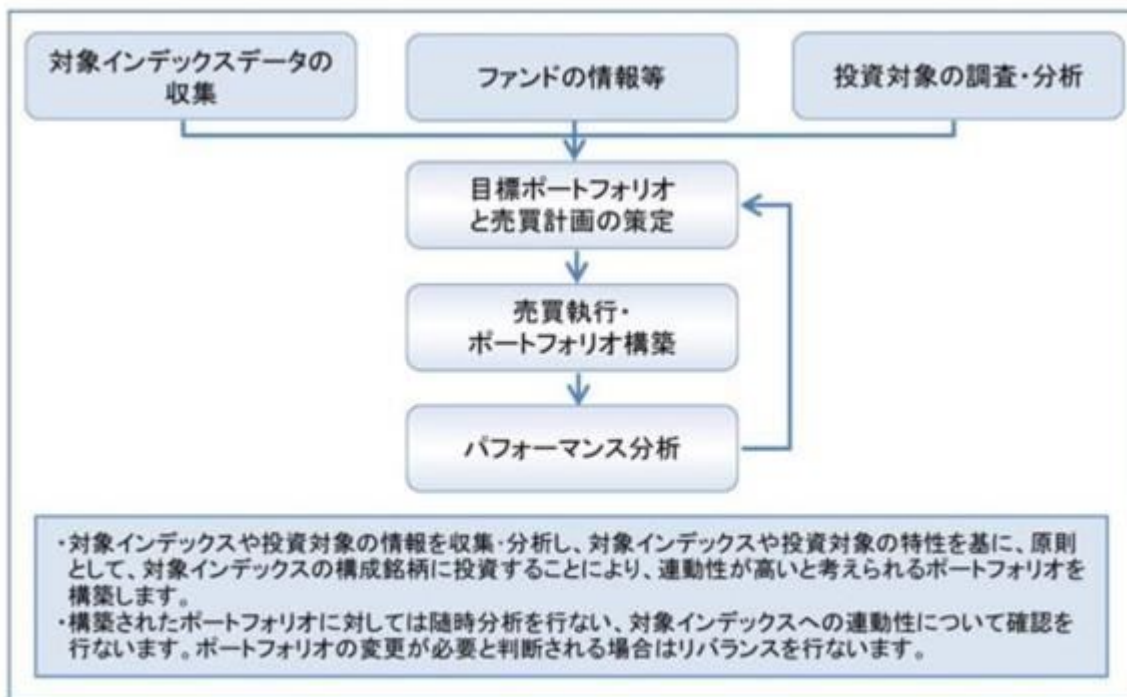 対象インデックスデータの
収集
ファンドの情報等
投資対象の調査・分析
目標ポートフォリオ
と売買計画の策定
売買執行・
ポートフォリオ構築
パフォーマンス分析
・対象インデックスや投資対象の情報を収集・分析し、対象インデックスや投資対象の特性を基に、原則
として、対象インデックスの構成銘柄に投資することにより、連動性が高いと考えられるポートフォリオを
構築します。
・構築されたポートフォリオに対しては随時分析を行ない、対象インデックスへの連動性について確認を
行ないます。ポートフォリオの変更が必要と判断される場合はリバランスを行ないます。